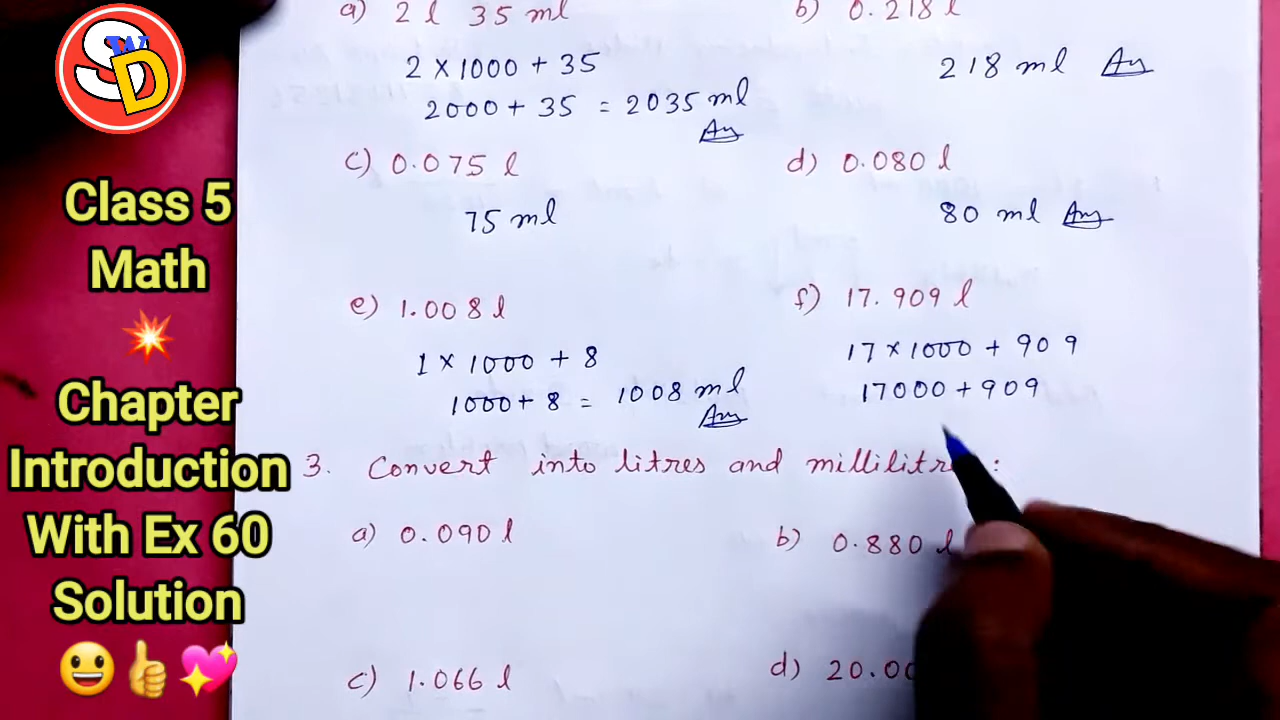 SWD
Class 5
Math
Chapter
Introduction
With Ex 60
Solution
a) 2 l 35 ml
2 × 1000 + 35
2000 + 35 = 2035 ml
Ans
b) 0.218 l
218 ml Ans
c) 0.075 l
75 ml
d) 0.080 l
80 ml Ans
e) 1.008 l
1 × 1000 + 8
1000 + 8 = 1008 ml
Ans
f) 17.909 l
17 × 1000 + 909
17000 + 909
3. Convert into litres and millilitre :
a) 0.090 l
b) 0.880 l
c) 1.066 l
d) 20.00